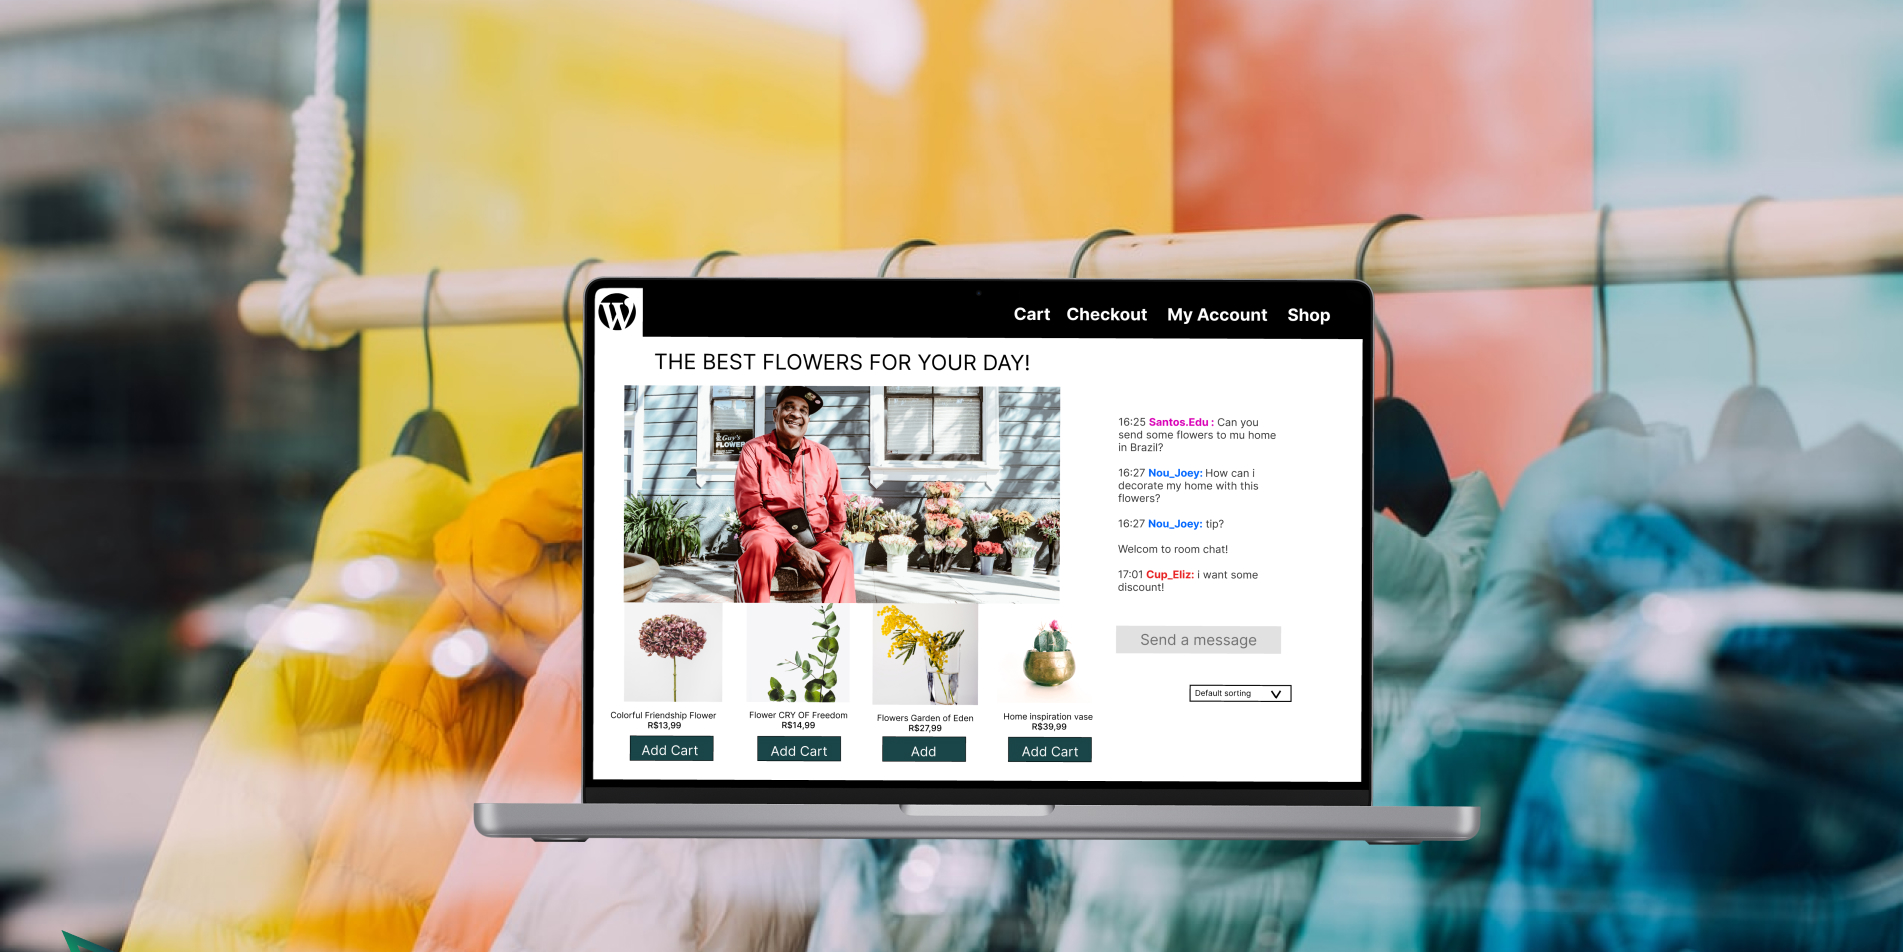 W
Cart Checkout My Account Shop
THE BEST FLOWERS FOR YOUR DAY!
Guy's
FLOWER
16:25 Santos.Edu : Can you
send some flowers to mu home
in Brazil?
16:27 Nou_Joey: How can i
decorate my home with this
flowers?
16:27 Nou_Joey: tip?
Welcom to room chat!
17:01 Cup_Eliz: i want some
discount!
Send a message
Default sorting
Colorful Friendship Flower
R$13,99
Add Cart
Flower CRY OF Freedom
R$14,99
Add Cart
Flowers Garden of Eden
R$27,99
Add
Home inspiration vase
R$39,99
Add Cart